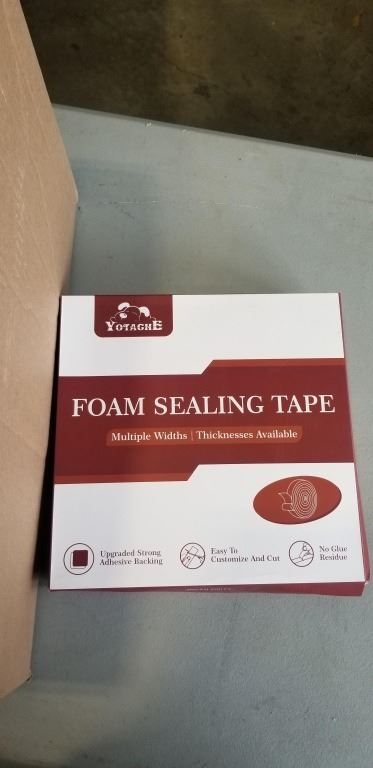 YOTACHE
FOAM SEALING TAPE
Multiple Widths | Thicknesses Available
Upgraded Strong
Adhesive Backing
Easy To
Customize And Cut
No Glue
Residue